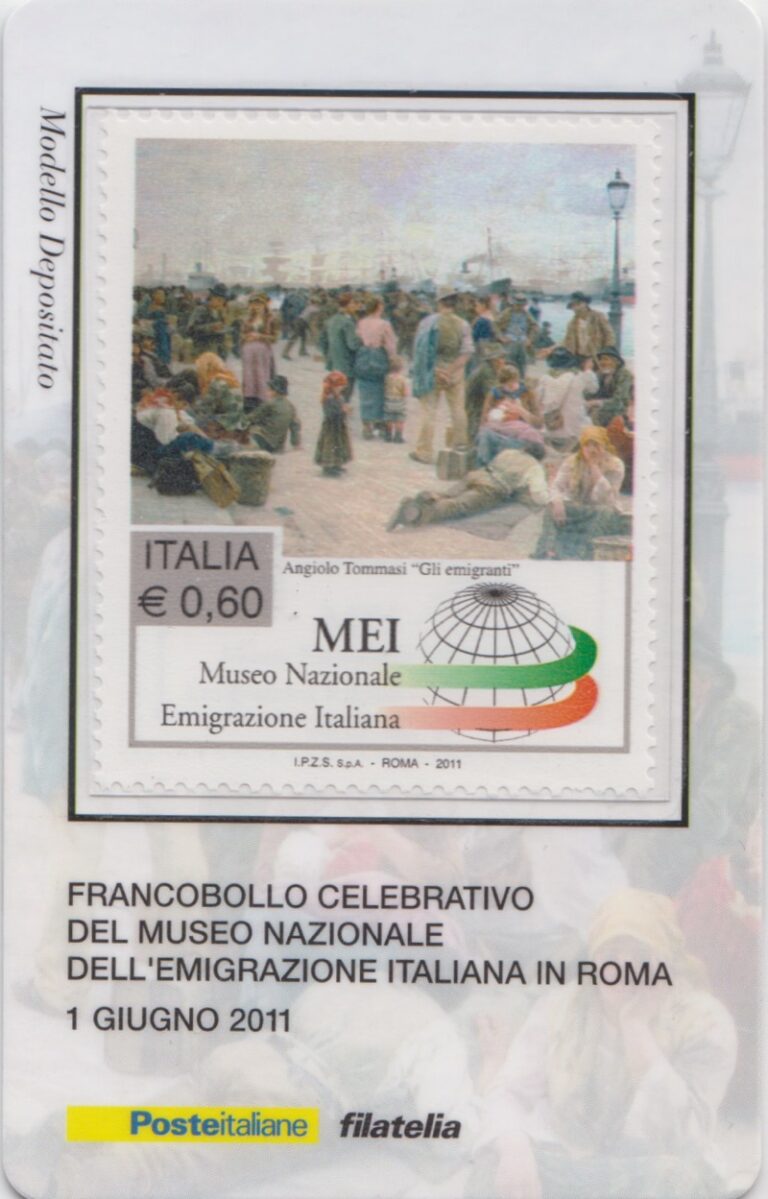 Modello Depositato
ITALIA
€ 0,60
Angiolo Tommasi "Gli emigranti"
MEI
Museo Nazionale
Emigrazione Italiana
I.P.Z.S. S.p.A. - ROMA - 2011
FRANCOBOLLO CELEBRATIVO
DEL MUSEO NAZIONALE
DELL'EMIGRAZIONE ITALIANA IN ROMA
1 GIUGNO 2011
Posteitaliane filatelia